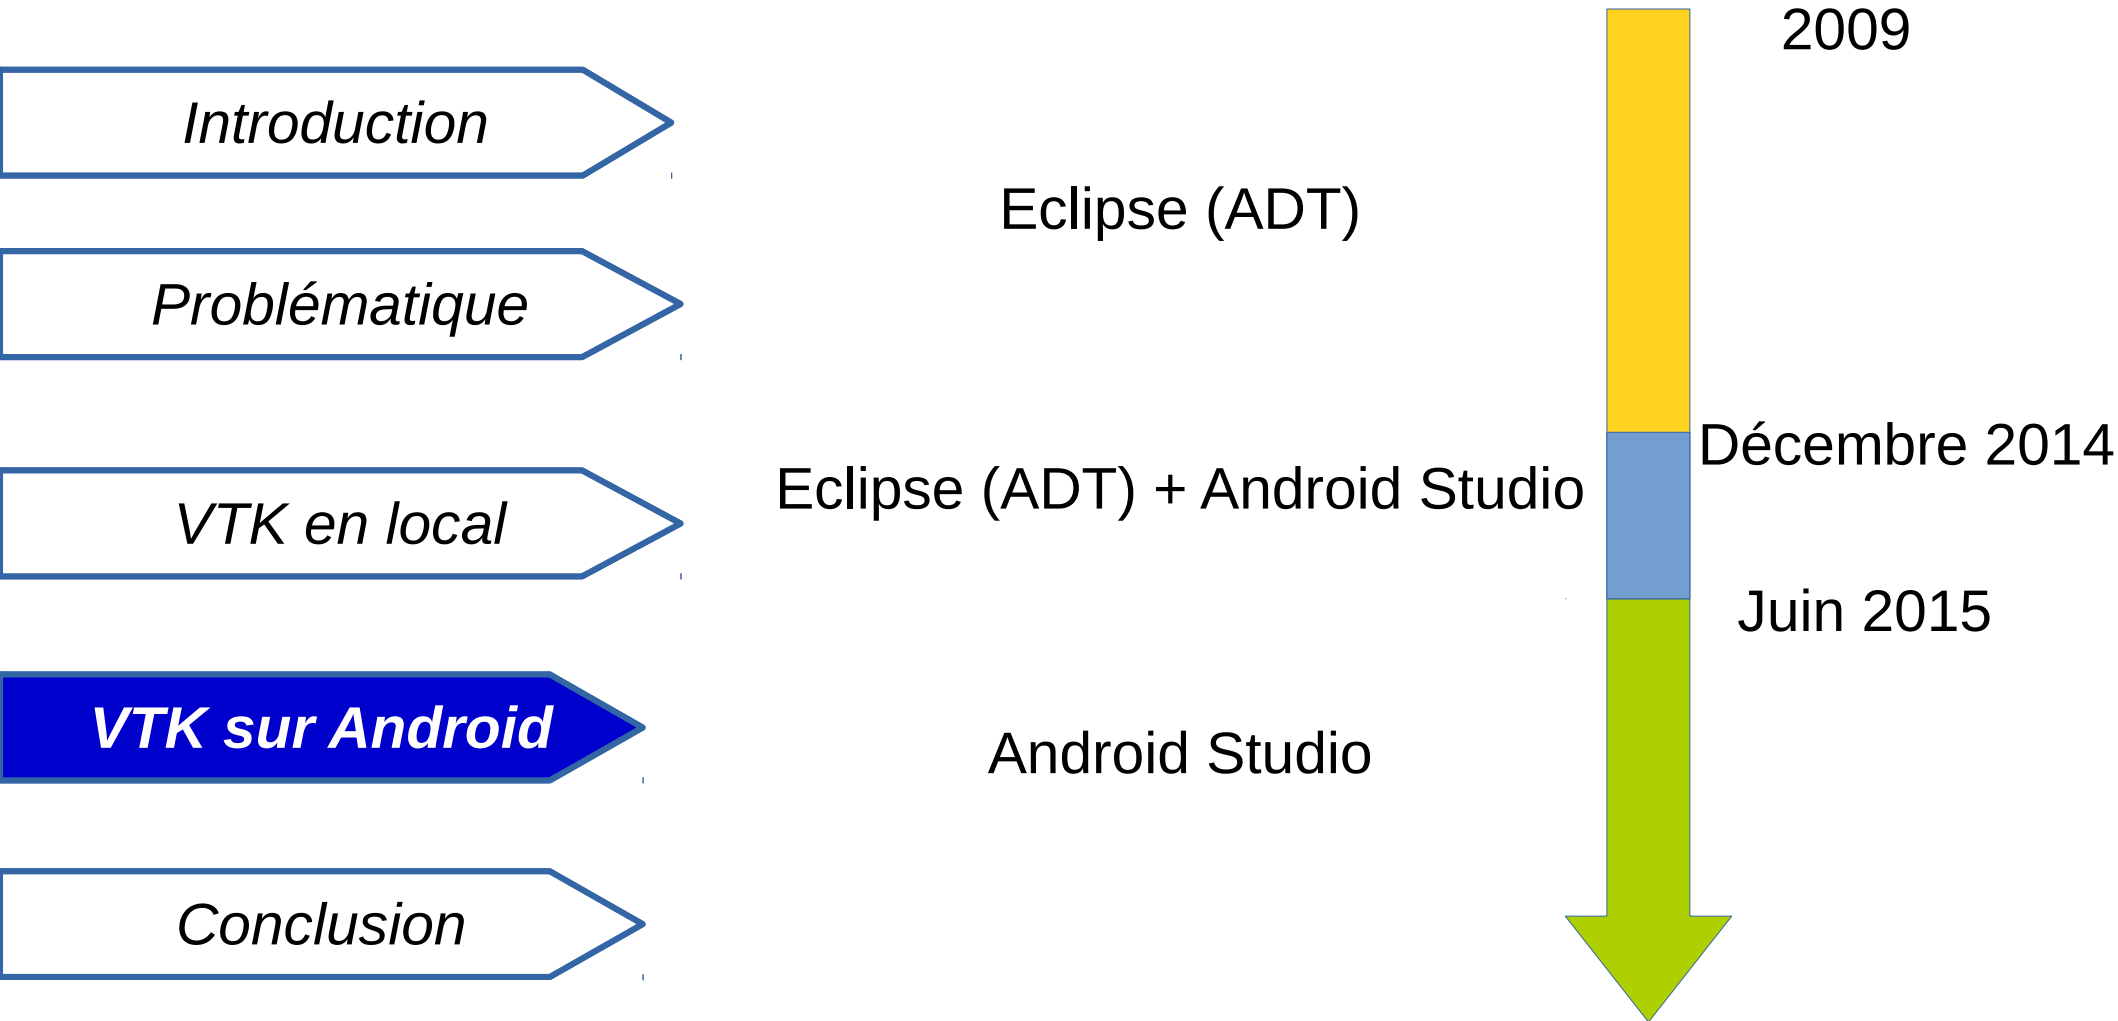 Introduction
Problématique
VTK en local
VTK sur Android
Conclusion
Eclipse (ADT)
Eclipse (ADT) + Android Studio
Android Studio
2009
Décembre 2014
Juin 2015